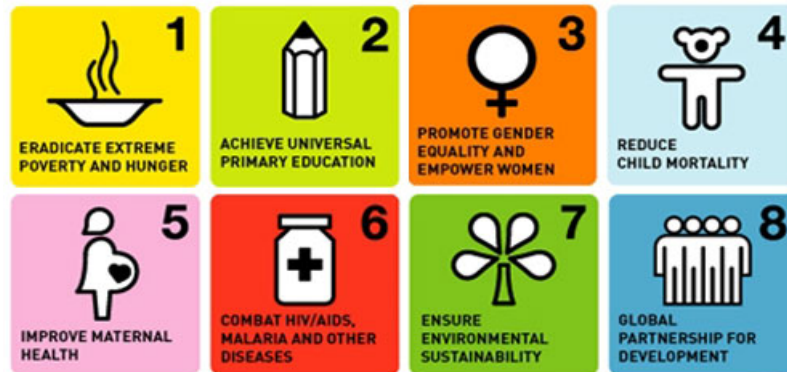 1
ERADICATE EXTREME
POVERTY AND HUNGER
2
ACHIEVE UNIVERSAL
PRIMARY EDUCATION
3
PROMOTE GENDER
EQUALITY AND
EMPOWER WOMEN
4
REDUCE
CHILD MORTALITY
5
IMPROVE MATERNAL
HEALTH
6
COMBAT HIV/AIDS,
MALARIA AND OTHER
DISEASES
7
ENSURE
ENVIRONMENTAL
SUSTAINABILITY
8
GLOBAL
PARTNERSHIP FOR
DEVELOPMENT